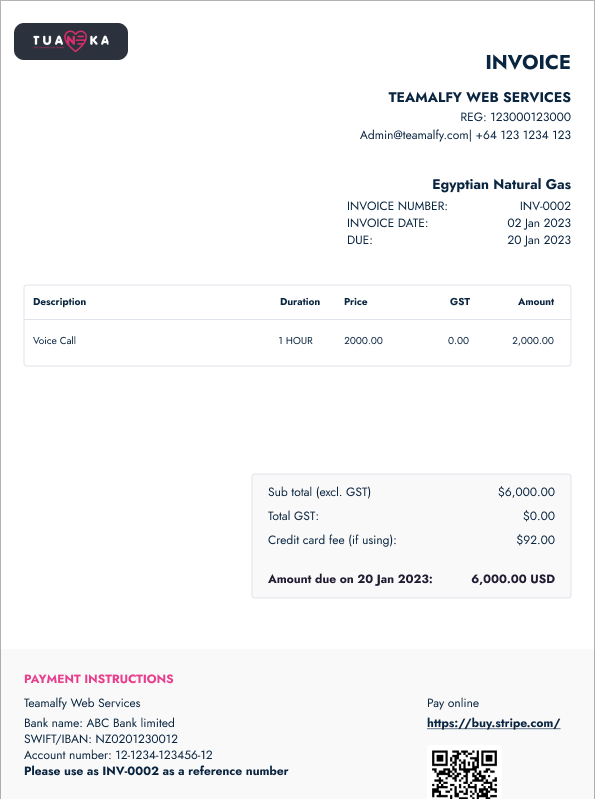 TUANEKA
INVOICE
TEAMALFY WEB SERVICES
REG: 123000123000
Admin@teamalfy.com| +64 123 1234 123
Egyptian Natural Gas
INVOICE NUMBER: INV-0002
INVOICE DATE: 02 Jan 2023
DUE: 20 Jan 2023
Description Duration Price GST Amount
Voice Call 1 HOUR 2000.00 0.00 2,000.00
Sub total (excl. GST) $6,000.00
Total GST: $0.00
Credit card fee (if using): $92.00
Amount due on 20 Jan 2023: 6,000.00 USD
PAYMENT INSTRUCTIONS
Teamalfy Web Services Pay online
Bank name: ABC Bank limited https://buy.stripe.com/
SWIFT/IBAN: NZ0201230012
Account number: 12-1234-123456-12
Please use as INV-0002 as a reference number